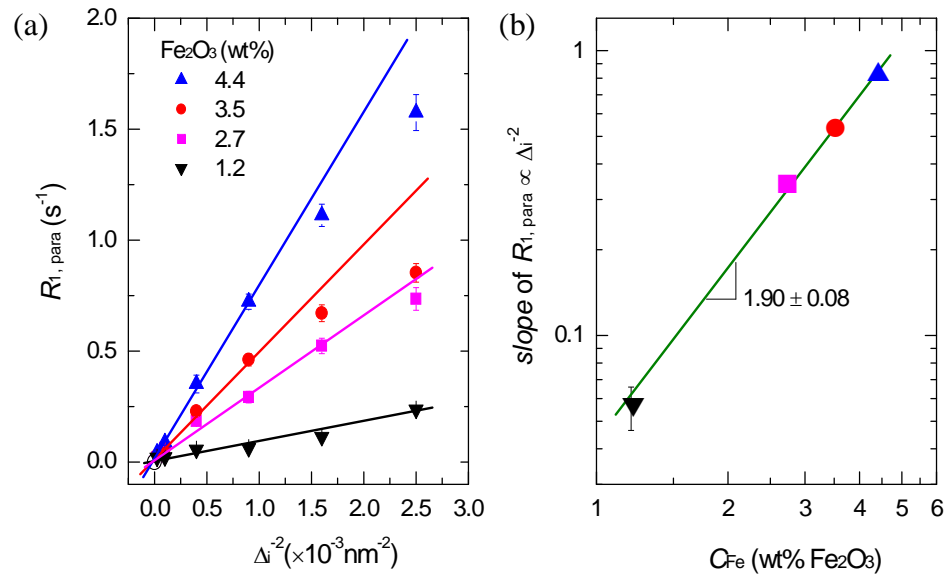 (a)
2.0
1.5
1.0
0.5
0.0
R1, para (s-1)
Fe2O3 (wt%)
4.4
3.5
2.7
1.2
0.0 0.5 1.0 1.5 2.0 2.5 3.0
Δi-2(×10-3nm-2)
(b)
1
0.1
slope of R1, para ∝ Δi-2
1.90 ± 0.08
1 2 3 4 5 6
CFe (wt% Fe2O3)